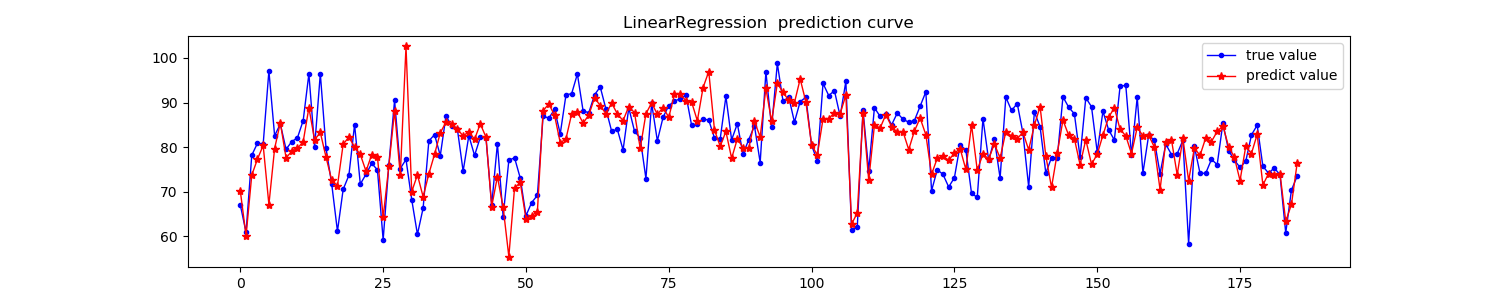 LinearRegression  prediction curve
true value
predict value
100
90
80
70
60
0 25 50 75 100 125 150 175